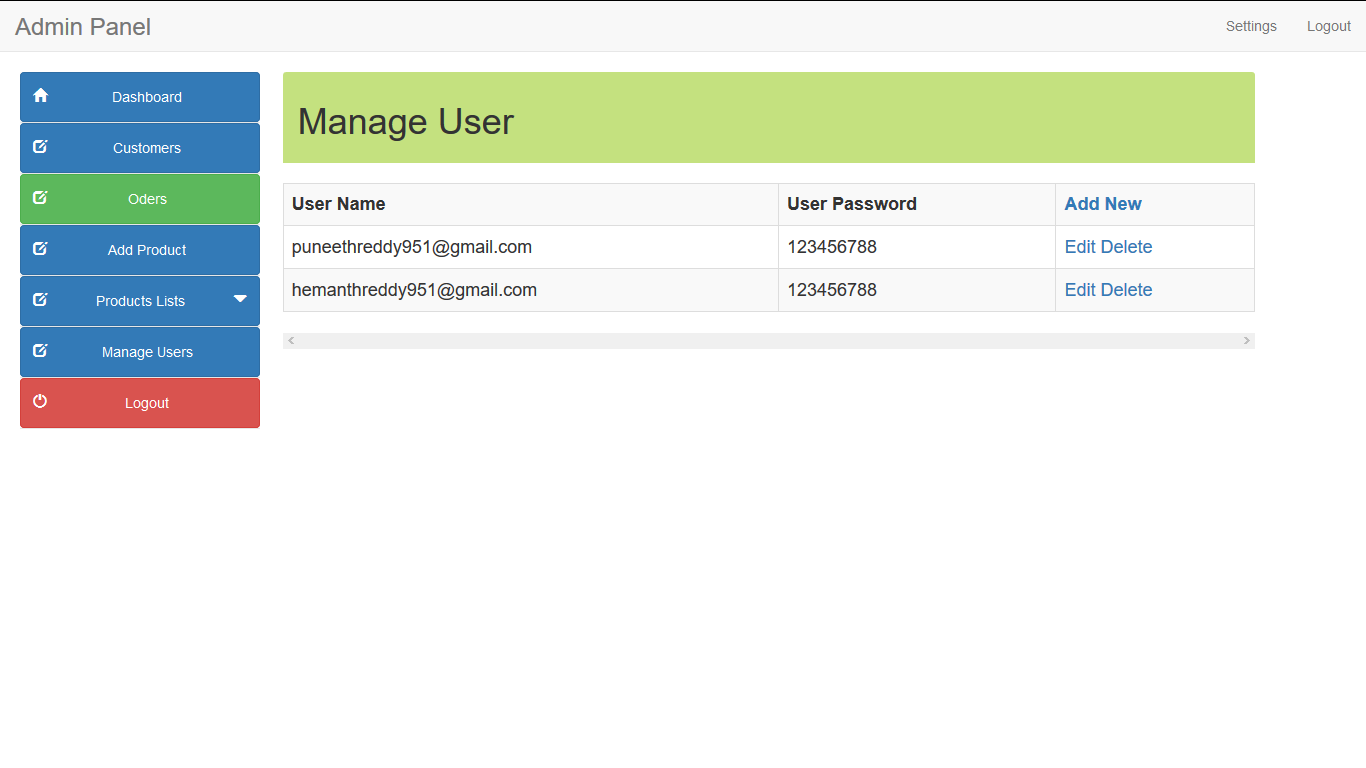 Admin Panel
Settings
Logout
Dashboard
Customers
Oders
Add Product
Products Lists
Manage Users
Logout
Manage User
User Name User Password Add New
puneethreddy951@gmail.com 123456788 Edit Delete
hemanthreddy951@gmail.com 123456788 Edit Delete